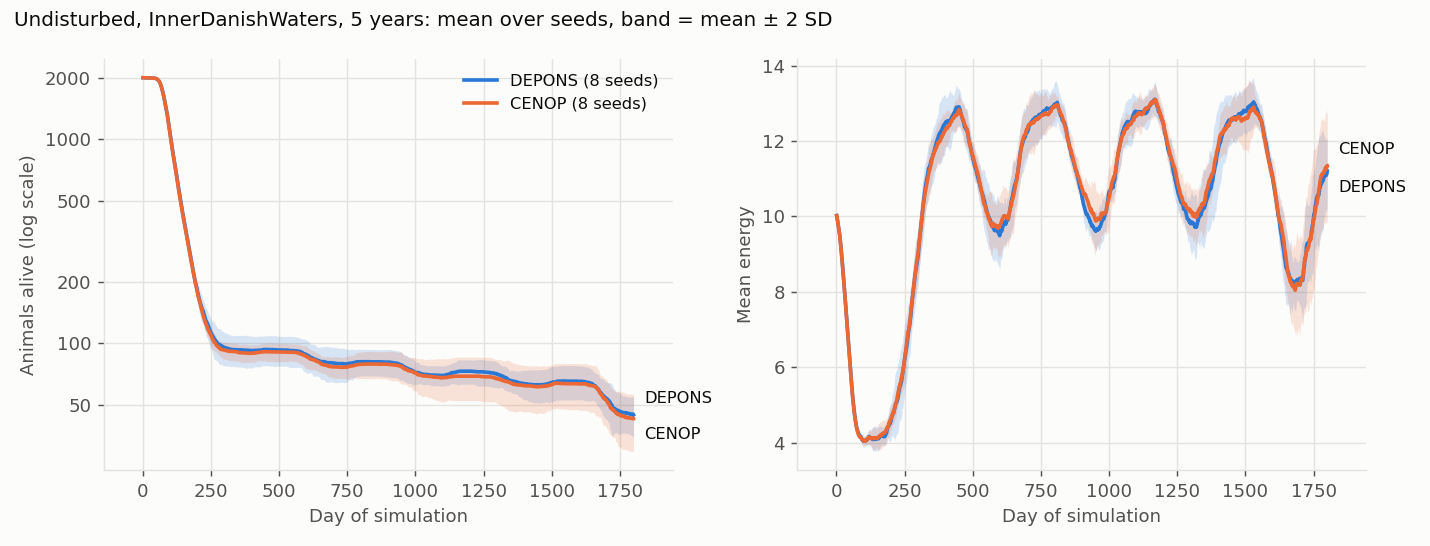 Undisturbed, InnerDanishWaters, 5 years: mean over seeds, band = mean ± 2 SD
DEPONS (8 seeds)
CENOP (8 seeds)
Animals alive (log scale)
2000
1000
500
200
100
50
DEPONS
CENOP
0 250 500 750 1000 1250 1500 1750
Day of simulation
Mean energy
14
12
10
8
6
4
CENOP
DEPONS
0 250 500 750 1000 1250 1500 1750
Day of simulation